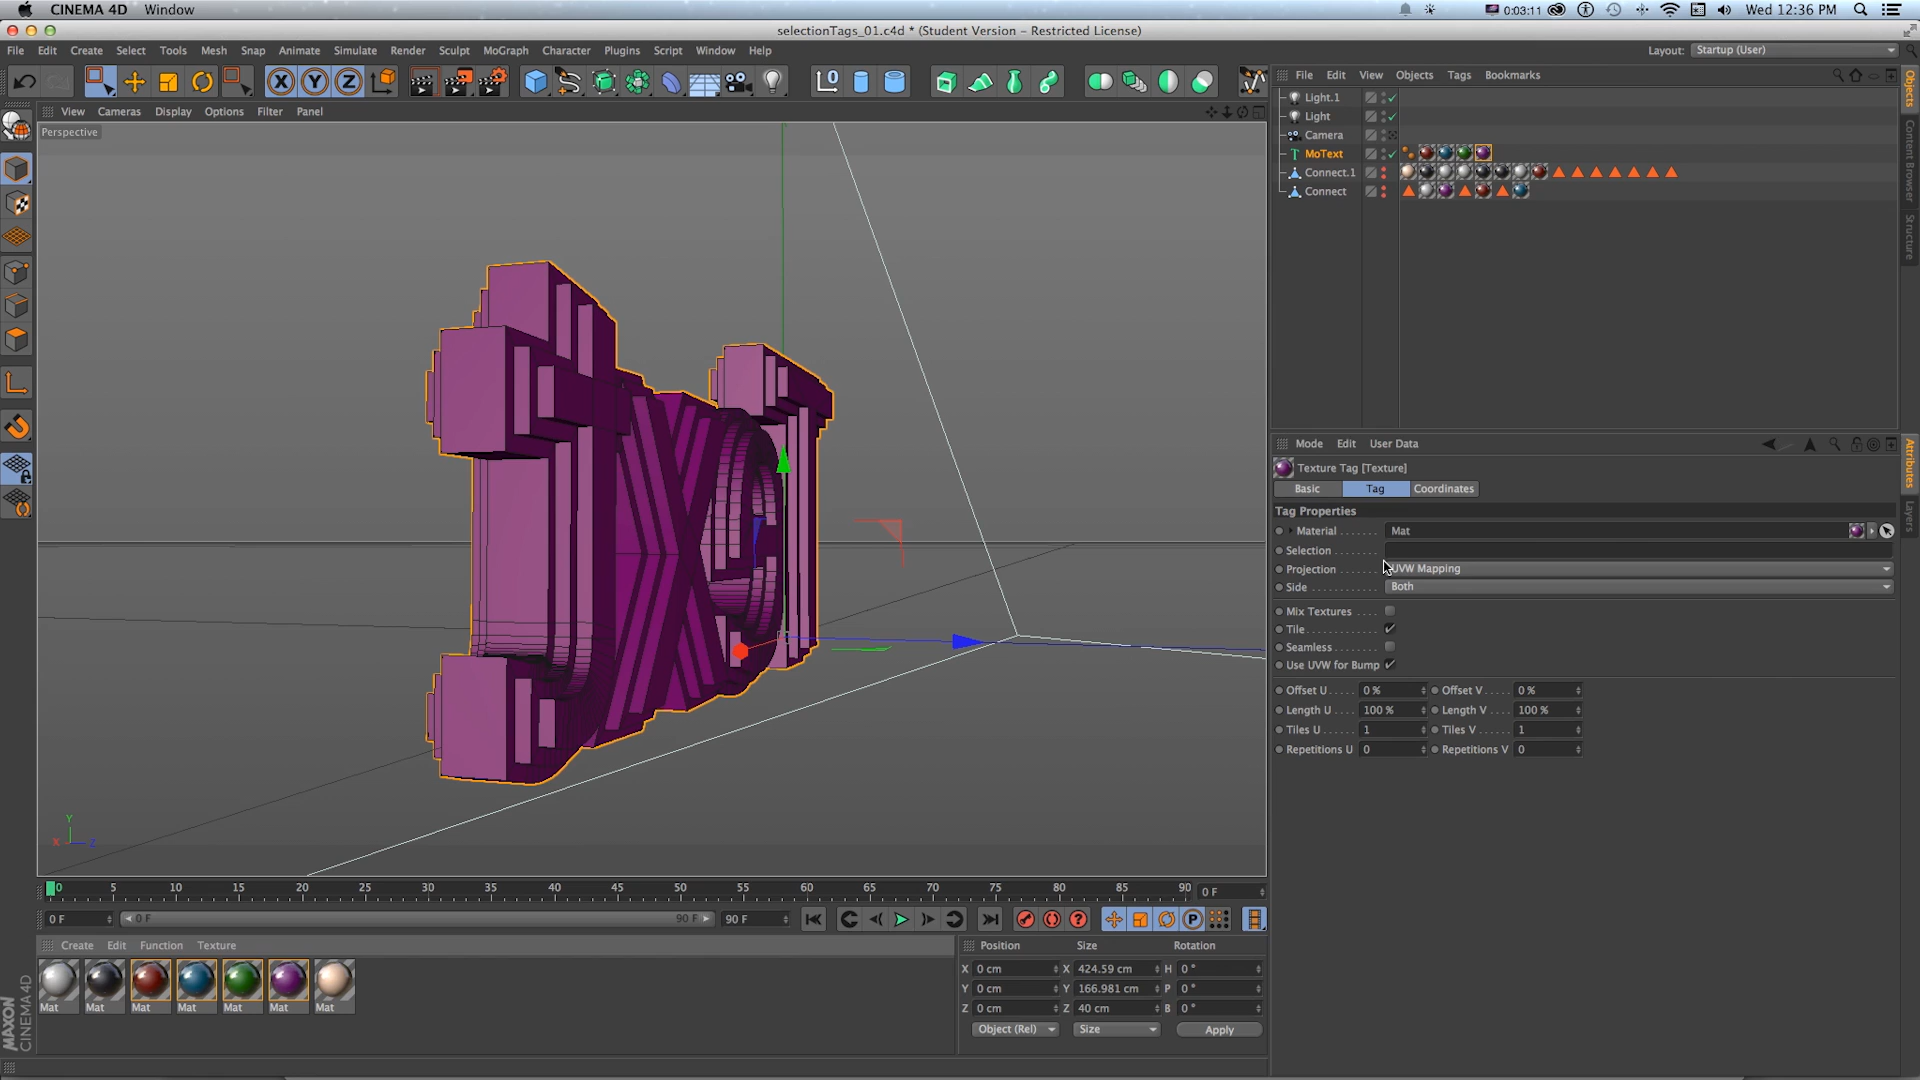 CINEMA 4D Window 0:03:11 Wed 12:36 PM
selectionTags_01.c4d * (Student Version - Restricted License)
File Edit Create Select Tools Mesh Snap Animate Simulate Render Sculpt MoGraph Character Plugins Script Window Help Layout: Startup (User)
X Y Z
File Edit View Objects Tags Bookmarks
View Cameras Display Options Filter Panel
Perspective
Light.1
Light
Camera
MoText
Connect.1
Connect
Objects
Content Browser
Structure
Mode Edit User Data
Attributes
Layers
Texture Tag [Texture]
Basic Tag Coordinates
Tag Properties
Material Mat
Selection
Projection UVW Mapping
Side Both
Mix Textures
Tile
Seamless
Use UVW for Bump
Offset U 0 % Offset V 0 %
Length U 100 % Length V 100 %
Tiles U 1 Tiles V 1
Repetitions U 0 Repetitions V 0
Y
X Z
0 5 10 15 20 25 30 35 40 45 50 55 60 65 70 75 80 85 90 0 F
0 F 0 F 90 F 90 F P
Create Edit Function Texture
Mat Mat Mat Mat Mat Mat Mat
Position Size Rotation
X 0 cm X 424.59 cm H 0 °
Y 0 cm Y 166.981 cm P 0 °
Z 0 cm Z 40 cm B 0 °
Object (Rel) Size Apply
MAXON
CINEMA 4D